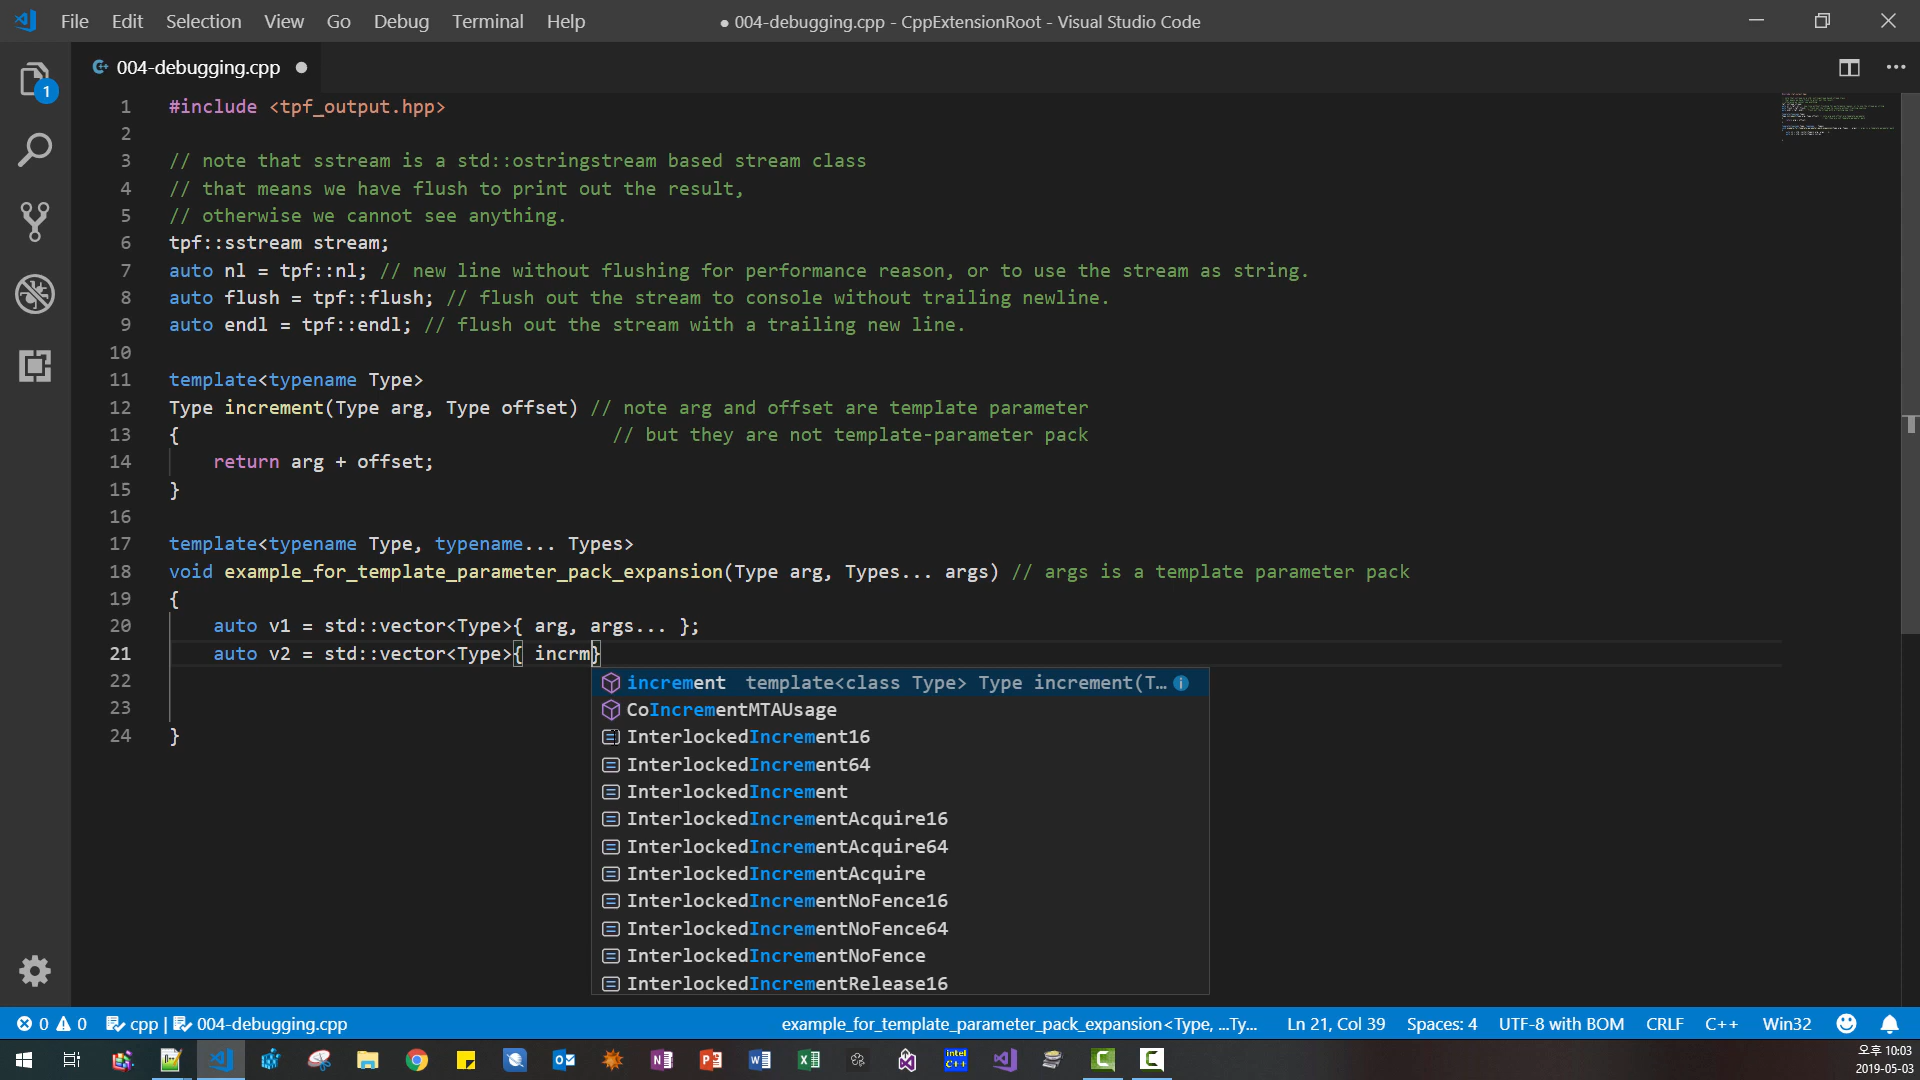 File Edit Selection View Go Debug Terminal Help
● 004-debugging.cpp - CppExtensionRoot - Visual Studio Code
004-debugging.cpp
1
1 #include <tpf_output.hpp>
2
3 // note that sstream is a std::ostringstream based stream class
4 // that means we have flush to print out the result,
5 // otherwise we cannot see anything.
6 tpf::sstream stream;
7 auto nl = tpf::nl; // new line without flushing for performance reason, or to use the stream as string.
8 auto flush = tpf::flush; // flush out the stream to console without trailing newline.
9 auto endl = tpf::endl; // flush out the stream with a trailing new line.
10
11 template<typename Type>
12 Type increment(Type arg, Type offset) // note arg and offset are template parameter
13 { // but they are not template-parameter pack
14 return arg + offset;
15 }
16
17 template<typename Type, typename... Types>
18 void example_for_template_parameter_pack_expansion(Type arg, Types... args) // args is a template parameter pack
19 {
20 auto v1 = std::vector<Type>{ arg, args... };
21 auto v2 = std::vector<Type>{ incrm}
22
23
24 }
increment template<class Type> Type increment(T...
CoIncrementMTAUsage
InterlockedIncrement16
InterlockedIncrement64
InterlockedIncrement
InterlockedIncrementAcquire16
InterlockedIncrementAcquire64
InterlockedIncrementAcquire
InterlockedIncrementNoFence16
InterlockedIncrementNoFence64
InterlockedIncrementNoFence
InterlockedIncrementRelease16
0 0 cpp | 004-debugging.cpp
example_for_template_parameter_pack_expansion<Type, ...Ty... Ln 21, Col 39 Spaces: 4 UTF-8 with BOM CRLF C++ Win32
intel C++
오후 10:03
2019-05-03